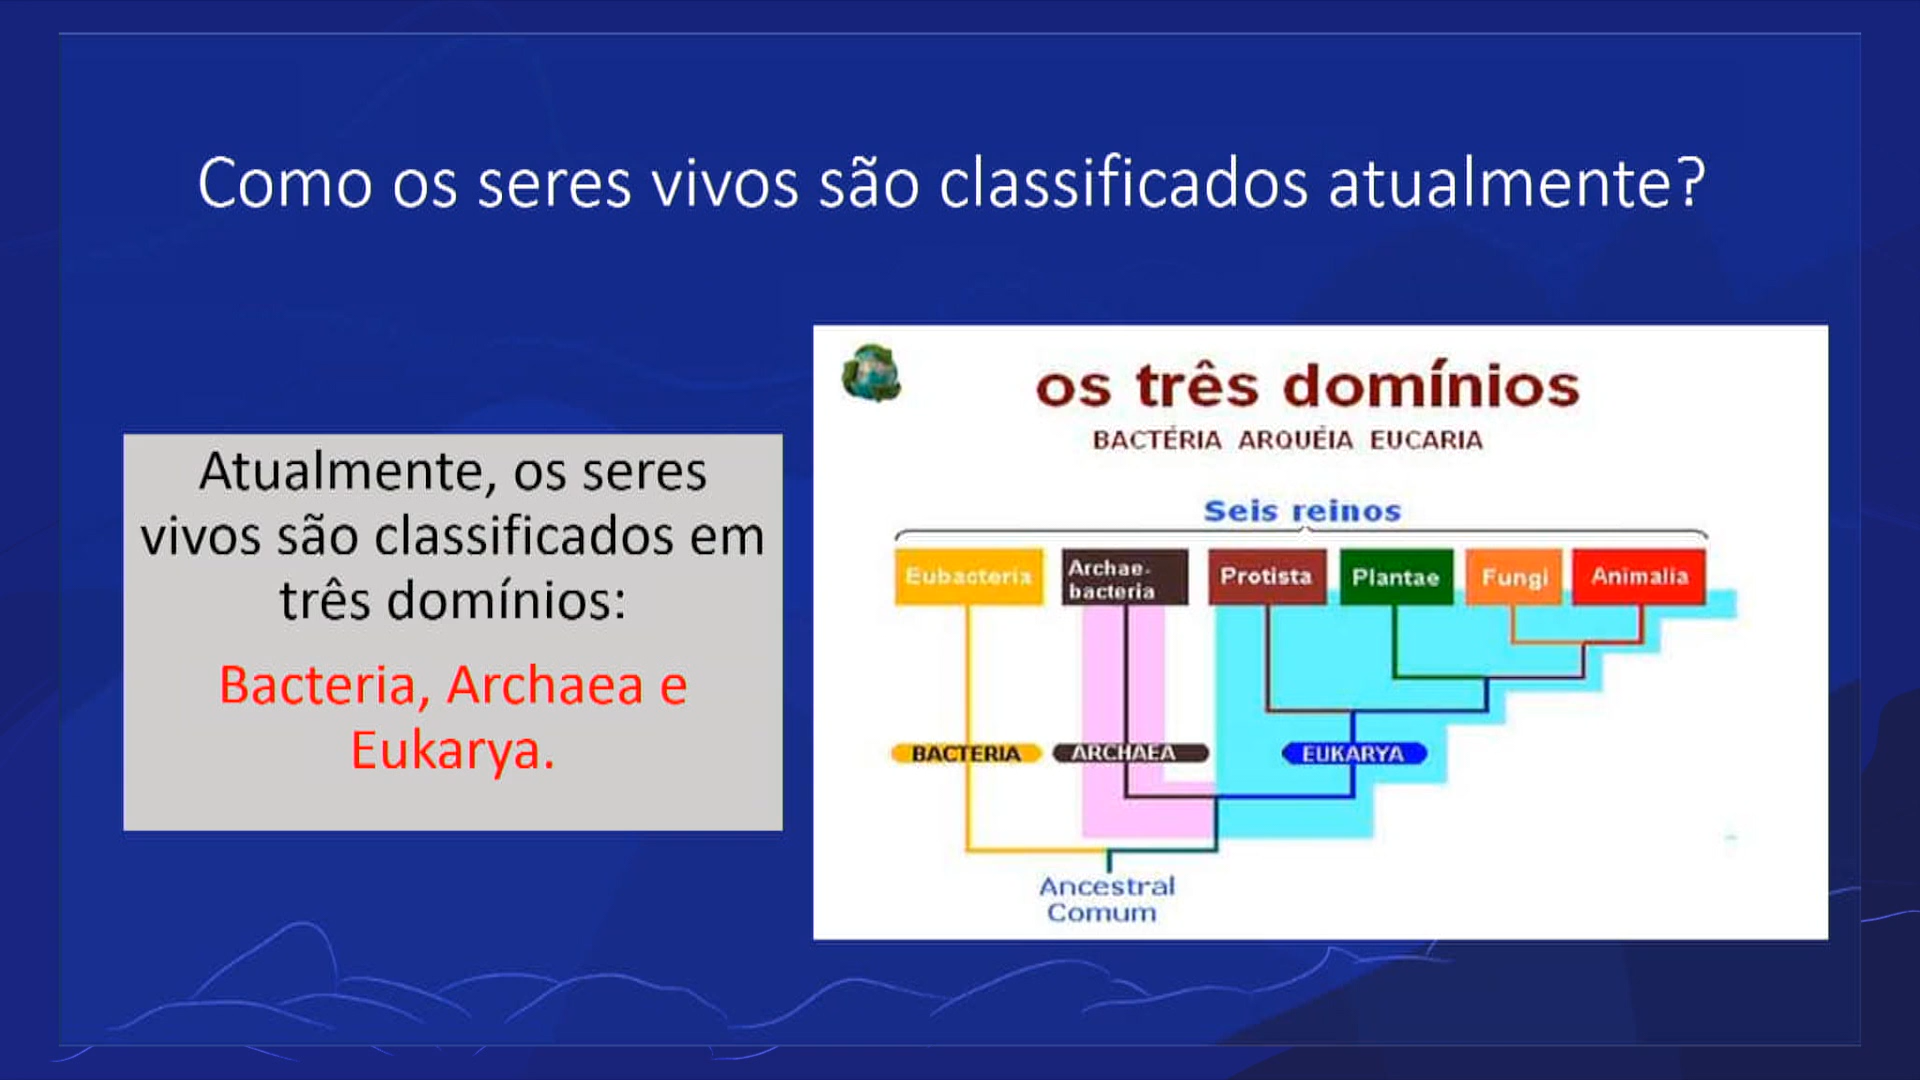 Como os seres vivos são classificados atualmente?
Atualmente, os seres
vivos são classificados em
três domínios:
Bacteria, Archaea e
Eukarya.
os três domínios
BACTÉRIA ARQUÉIA EUCARIA
Seis reinos
Eubacteria
Archae-
bacteria
Protista
Plantae
Fungi
Animalia
BACTERIA
ARCHAEA
EUKARYA
Ancestral
Comum